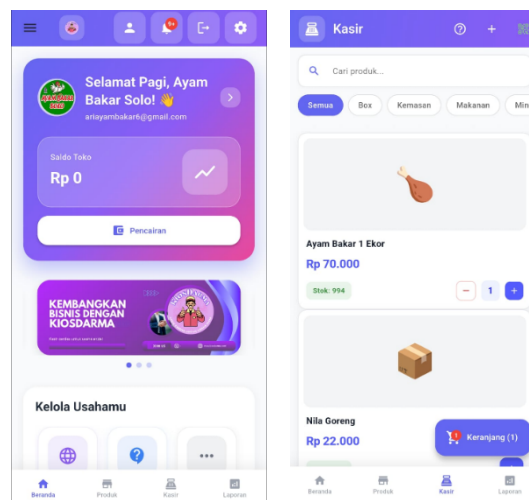 Selamat Pagi, Ayam
Bakar Solo! 👋
ariayambakar6@gmail.com
Saldo Toko
Rp 0
Pencairan
KEMBANGKAN
BISNIS DENGAN
KIOSDARMA
Kelola Usahamu
Beranda
Produk
Kasir
Laporan
Kasir
Cari produk...
Semua
Box
Kemasan
Makanan
Min
Ayam Bakar 1 Ekor
Rp 70.000
Stok: 994
1
Nila Goreng
Rp 22.000
1
Keranjang (1)
Beranda
Produk
Kasir
Laporan